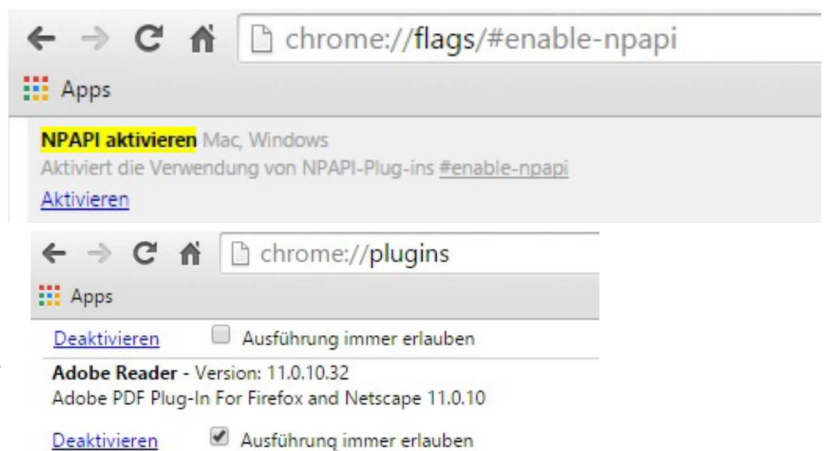 chrome://flags/#enable-npapi
Apps
NPAPI aktivieren Mac, Windows
Aktiviert die Verwendung von NPAPI-Plug-ins #enable-npapi
Aktivieren
chrome://plugins
Apps
Deaktivieren Ausführung immer erlauben
Adobe Reader - Version: 11.0.10.32
Adobe PDF Plug-In For Firefox and Netscape 11.0.10
Deaktivieren Ausführung immer erlauben